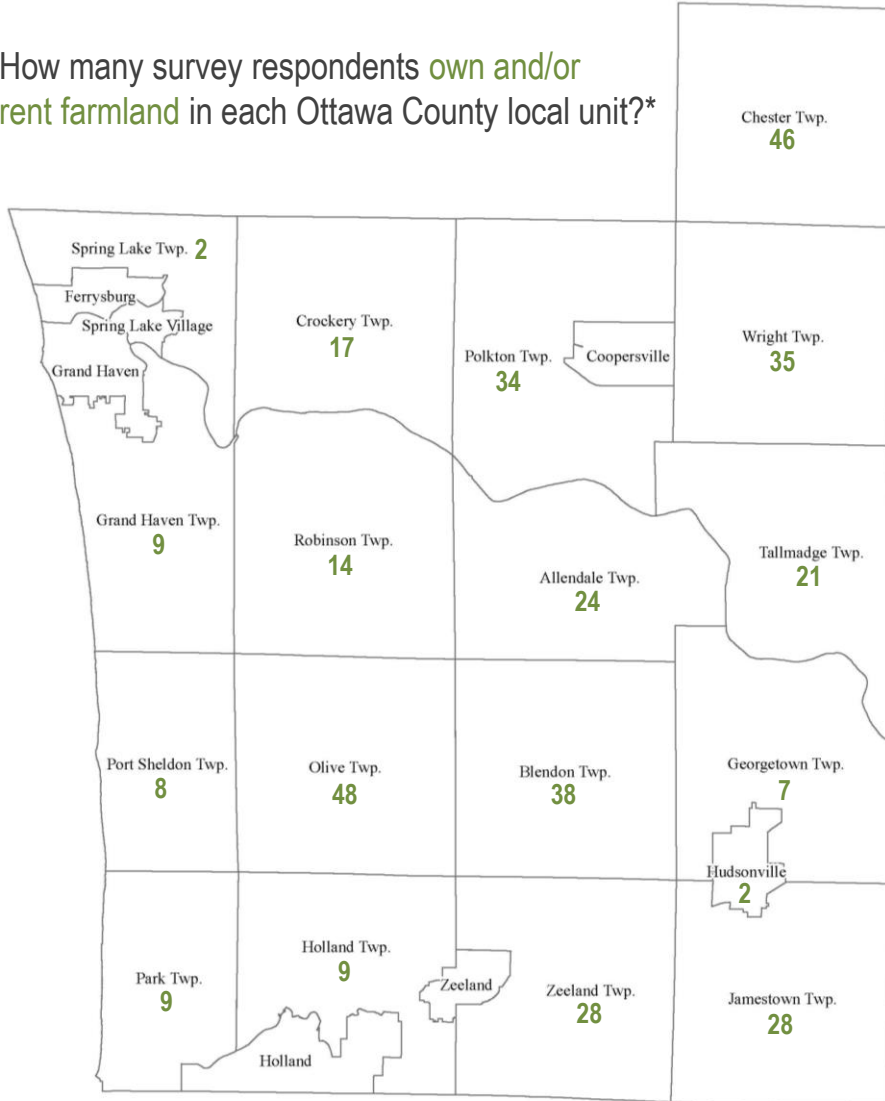 How many survey respondents own and/or
rent farmland in each Ottawa County local unit?*
Chester Twp.
46
Spring Lake Twp. 2
Ferrysburg
Spring Lake Village
Grand Haven
Crockery Twp.
17
Polkton Twp.
34
Coopersville
Wright Twp.
35
Grand Haven Twp.
9
Robinson Twp.
14
Allendale Twp.
24
Tallmadge Twp.
21
Port Sheldon Twp.
8
Olive Twp.
48
Blendon Twp.
38
Georgetown Twp.
7
Hudsonville
2
Park Twp.
9
Holland Twp.
9
Holland
Zeeland
Zeeland Twp.
28
Jamestown Twp.
28